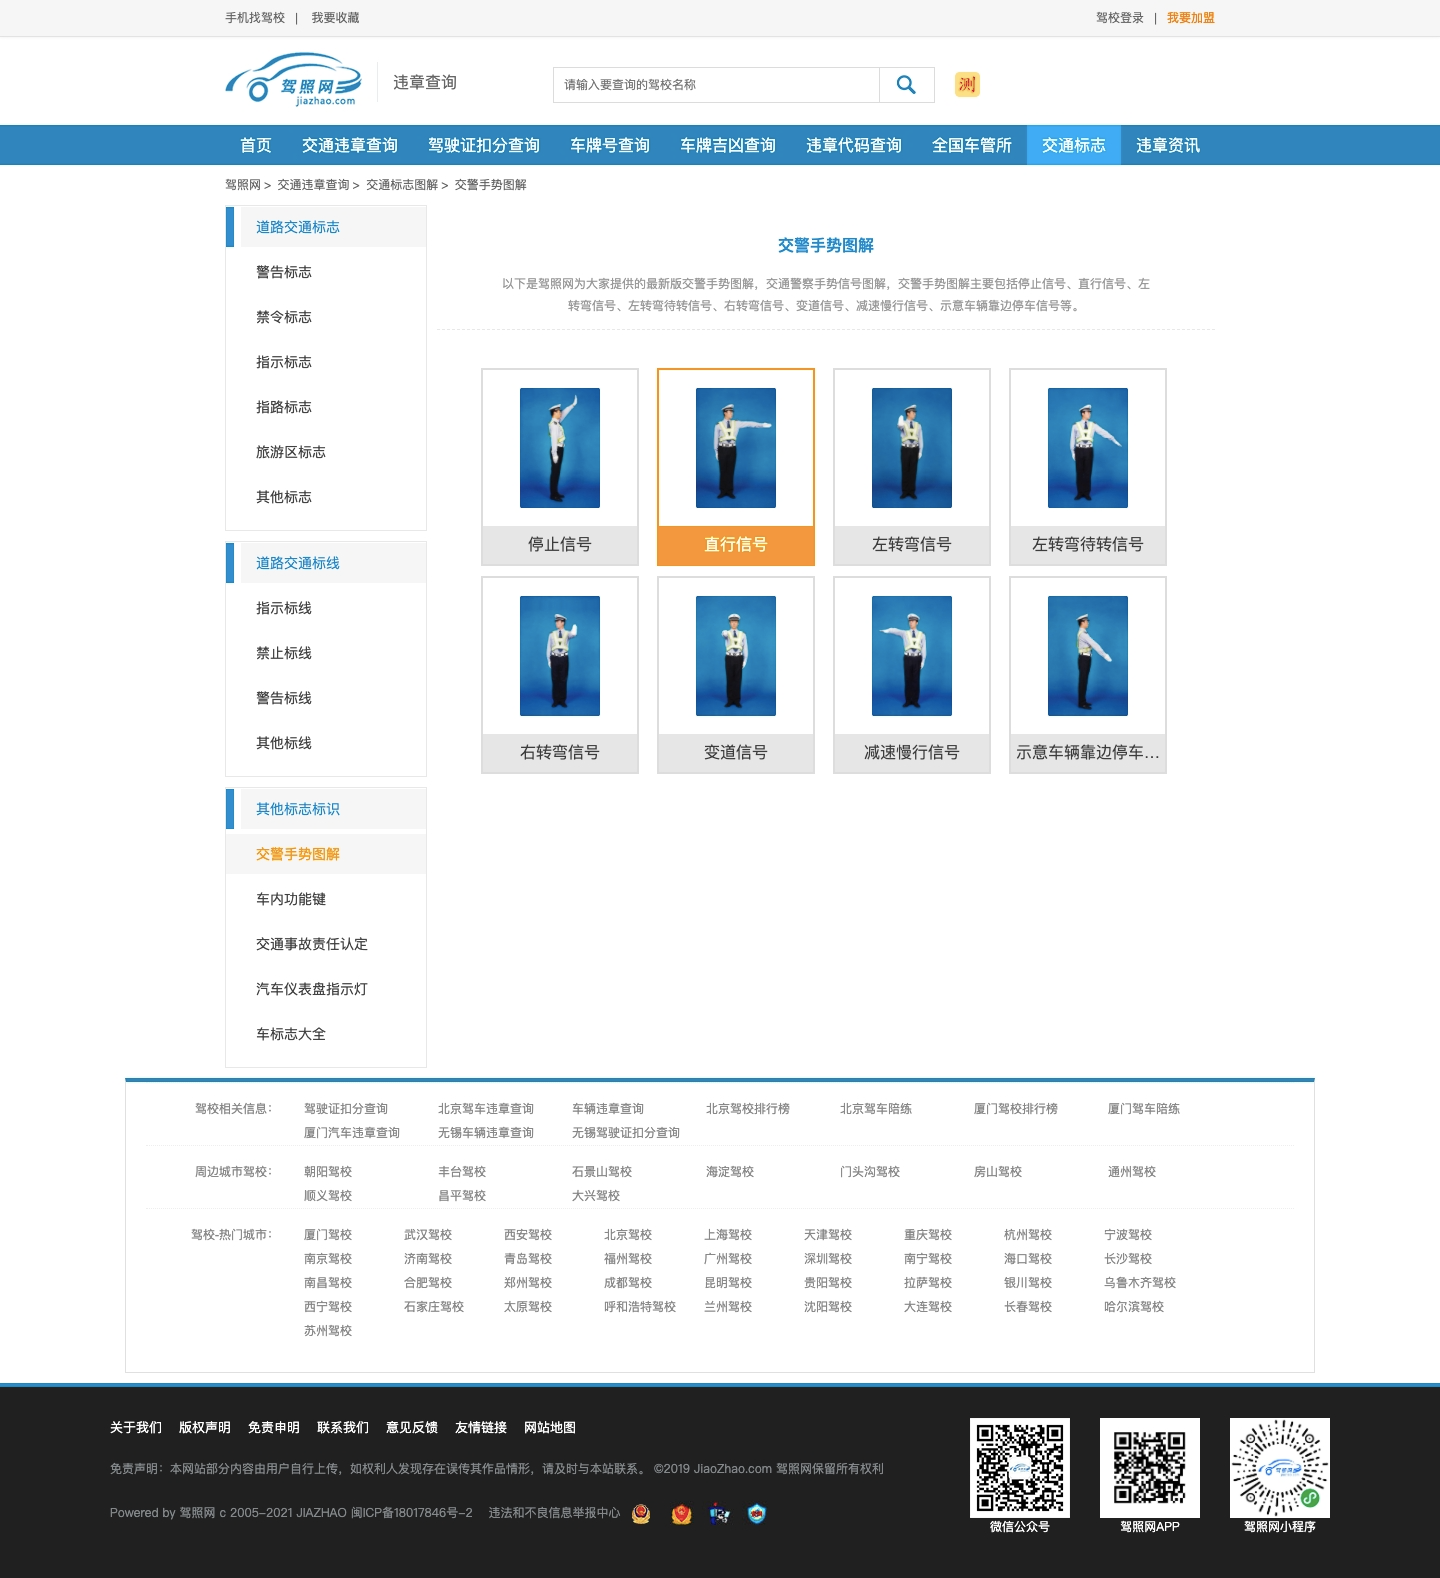 手机找驾校 | 我要收藏
驾校登录 | 我要加盟
驾照网
jiazhao.com
违章查询
请输入要查询的驾校名称
测
首页 交通违章查询 驾驶证扣分查询 车牌号查询 车牌吉凶查询 违章代码查询 全国车管所 交通标志 违章资讯
驾照网 > 交通违章查询 > 交通标志图解 > 交警手势图解
道路交通标志
警告标志
禁令标志
指示标志
指路标志
旅游区标志
其他标志
道路交通标线
指示标线
禁止标线
警告标线
其他标线
其他标志标识
交警手势图解
车内功能键
交通事故责任认定
汽车仪表盘指示灯
车标志大全
交警手势图解
以下是驾照网为大家提供的最新版交警手势图解，交通警察手势信号图解，交警手势图解主要包括停止信号、直行信号、左
转弯信号、左转弯待转信号、右转弯信号、变道信号、减速慢行信号、示意车辆靠边停车信号等。
停止信号 直行信号 左转弯信号 左转弯待转信号
右转弯信号 变道信号 减速慢行信号 示意车辆靠边停车...
驾校相关信息： 驾驶证扣分查询 北京驾车违章查询 车辆违章查询 北京驾校排行榜 北京驾车陪练 厦门驾校排行榜 厦门驾车陪练
厦门汽车违章查询 无锡车辆违章查询 无锡驾驶证扣分查询
周边城市驾校： 朝阳驾校 丰台驾校 石景山驾校 海淀驾校 门头沟驾校 房山驾校 通州驾校
顺义驾校 昌平驾校 大兴驾校
驾校-热门城市： 厦门驾校 武汉驾校 西安驾校 北京驾校 上海驾校 天津驾校 重庆驾校 杭州驾校 宁波驾校
南京驾校 济南驾校 青岛驾校 福州驾校 广州驾校 深圳驾校 南宁驾校 海口驾校 长沙驾校
南昌驾校 合肥驾校 郑州驾校 成都驾校 昆明驾校 贵阳驾校 拉萨驾校 银川驾校 乌鲁木齐驾校
西宁驾校 石家庄驾校 太原驾校 呼和浩特驾校 兰州驾校 沈阳驾校 大连驾校 长春驾校 哈尔滨驾校
苏州驾校
关于我们 版权声明 免责申明 联系我们 意见反馈 友情链接 网站地图
免责声明：本网站部分内容由用户自行上传，如权利人发现存在误传其作品情形，请及时与本站联系。 ©2019 JiaoZhao.com 驾照网保留所有权利
Powered by 驾照网 c 2005-2021 JIAZHAO 闽ICP备18017846号-2 违法和不良信息举报中心
微信公众号 驾照网APP 驾照网小程序